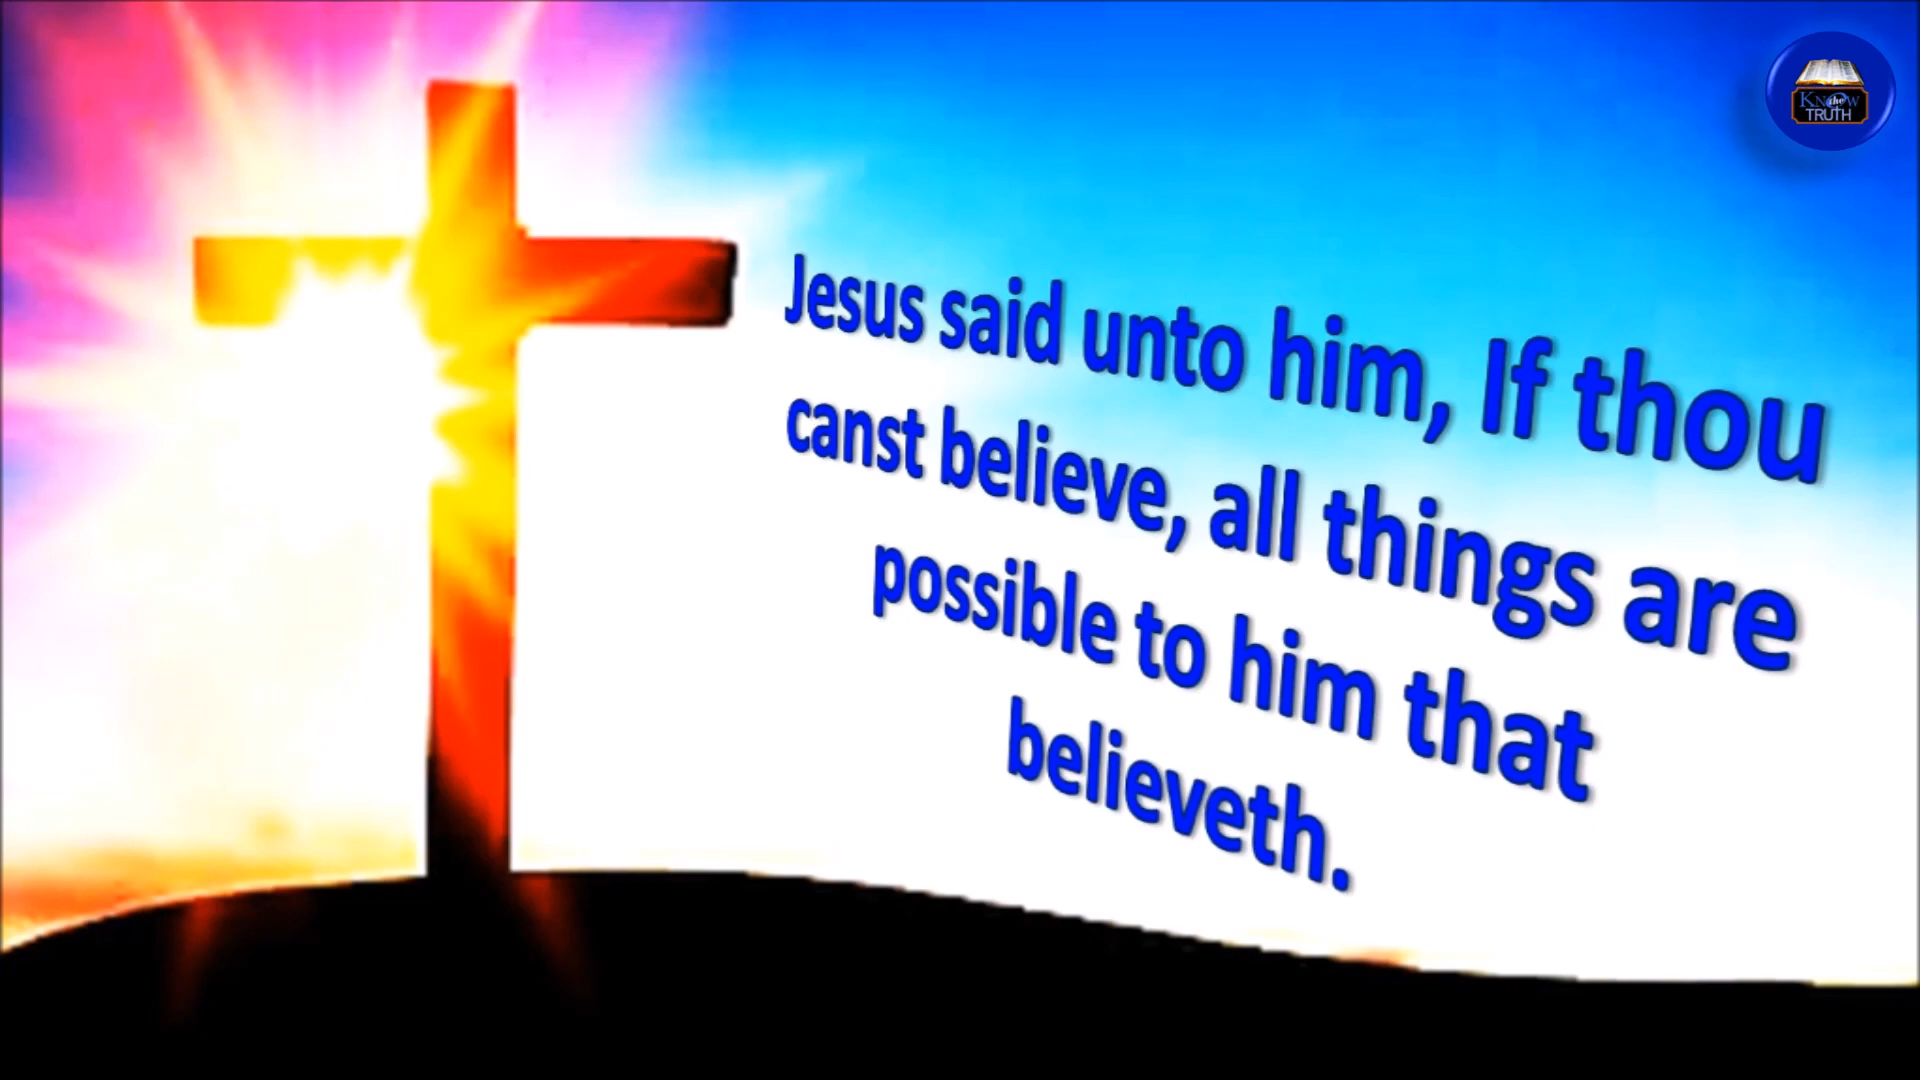 Know the
TRUTH
Jesus said unto him, If thou
canst believe, all things are
possible to him that
believeth.